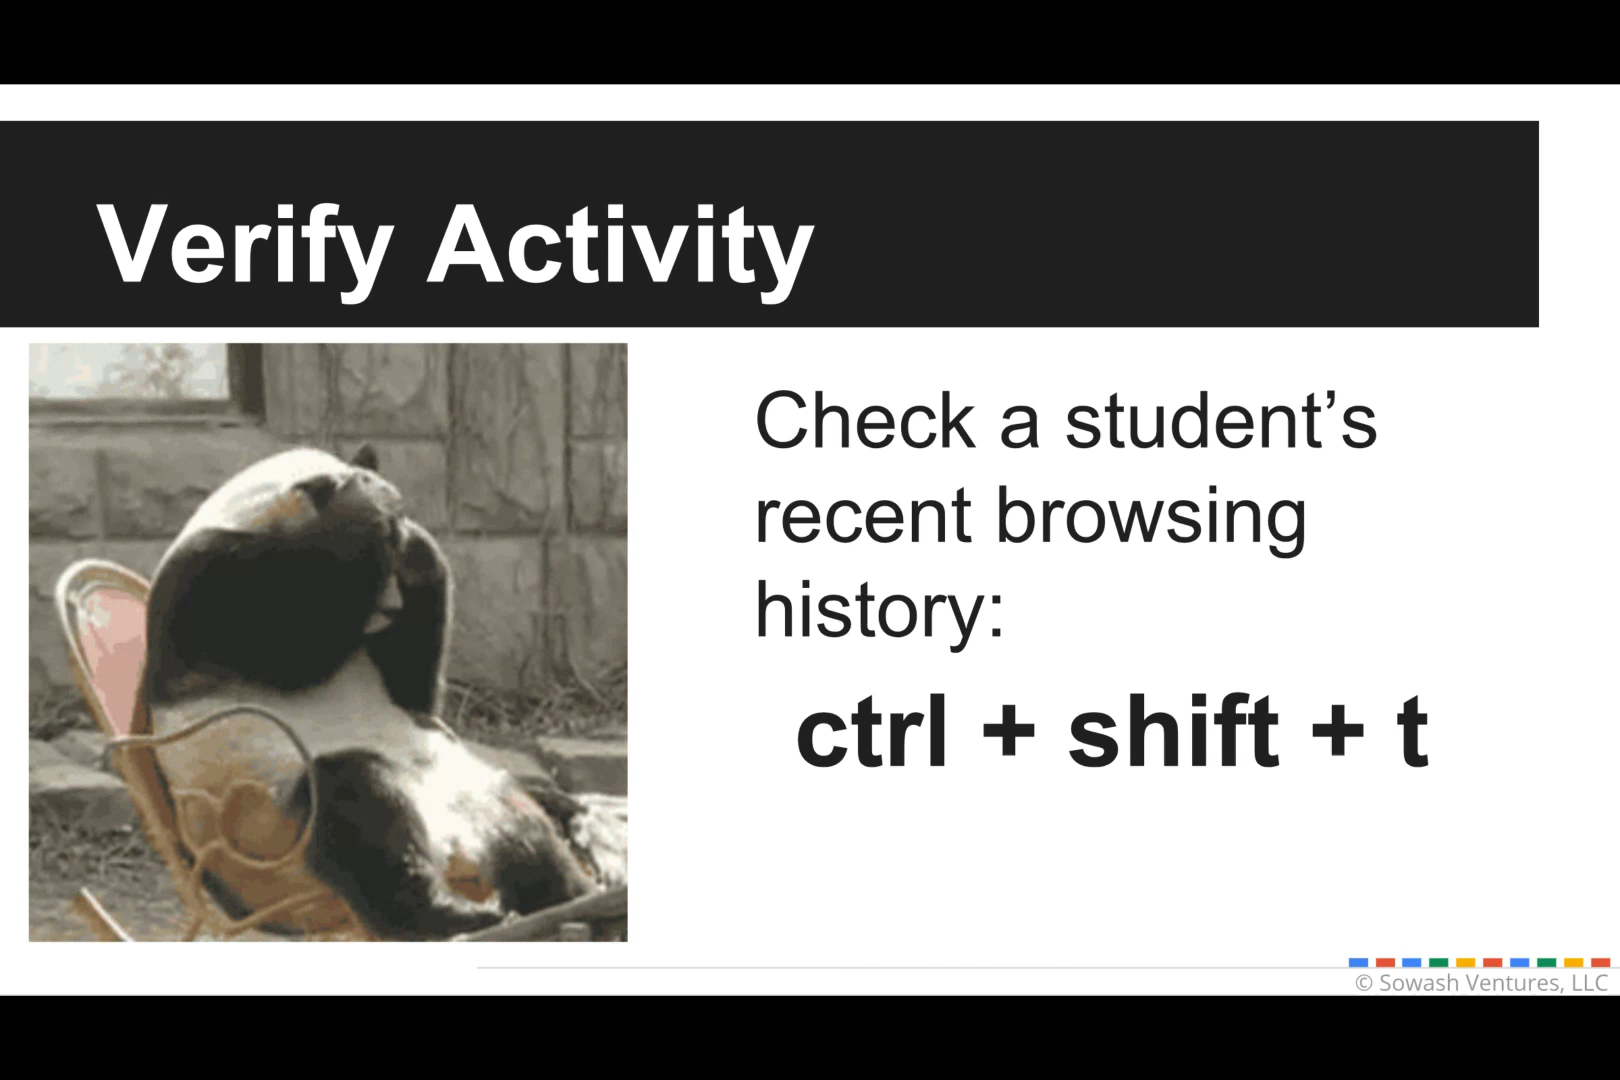 Verify Activity
Check a student’s
recent browsing
history:
ctrl + shift + t
© Sowash Ventures, LLC